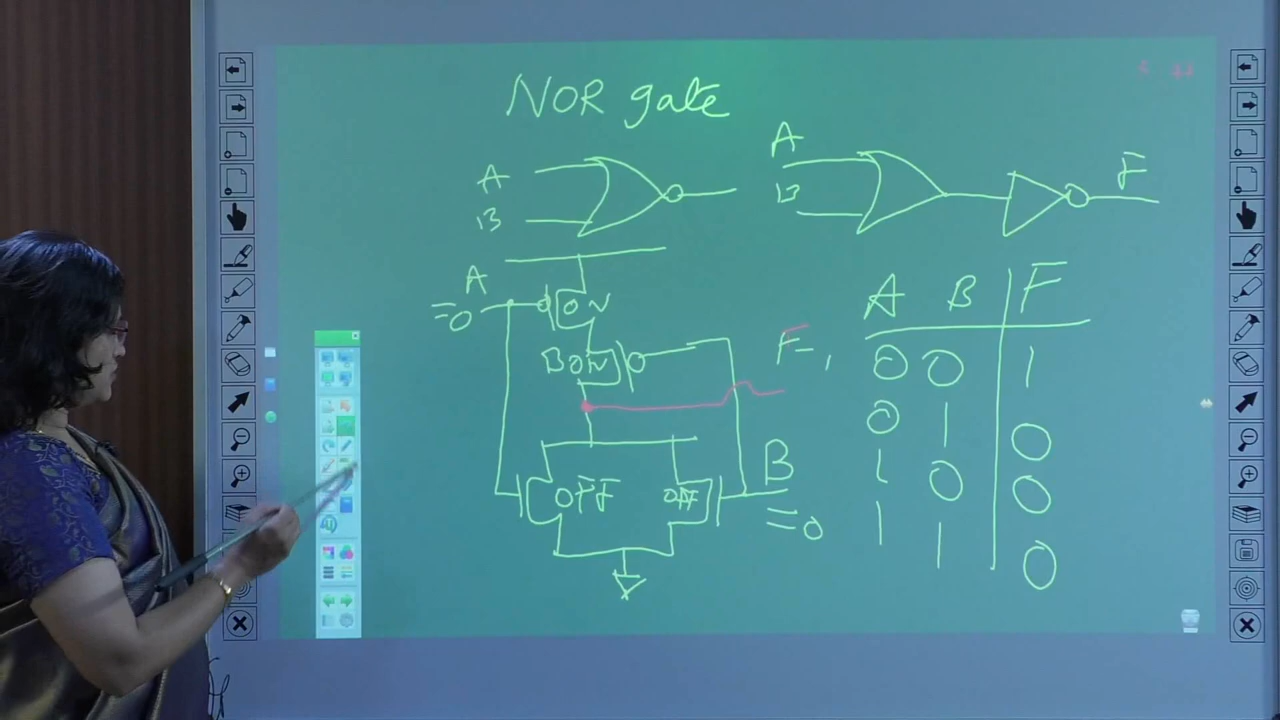 NOR gate
A
B
A
B
F
A
=0
ON
B ON
F
OFF
OFF
B
=0
A B F
0 0 1
0 1 0
1 0 0
1 1 0